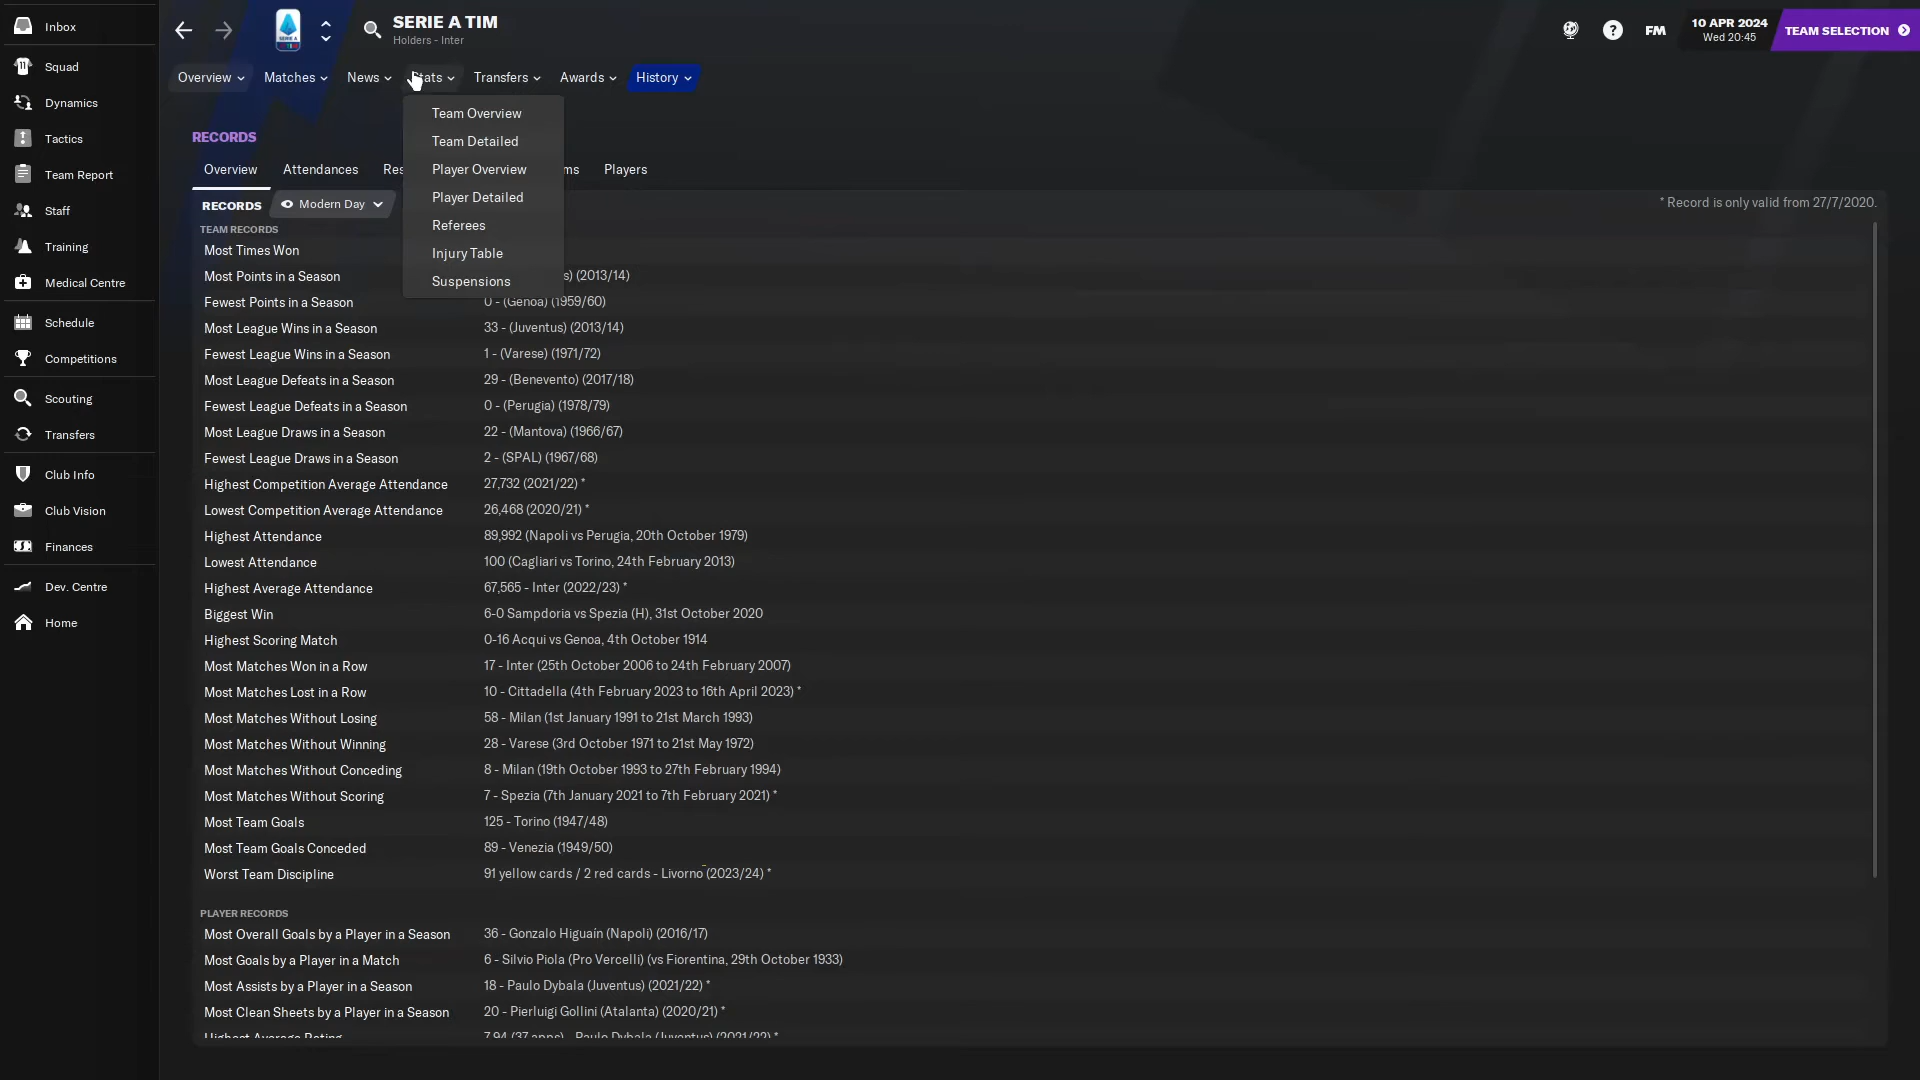 Inbox
Squad
Dynamics
Tactics
Team Report
Staff
Training
Medical Centre
Schedule
Competitions
Scouting
Transfers
Club Info
Club Vision
Finances
Dev. Centre
Home
SERIE A TIM
Holders - Inter
FM
10 APR 2024
Wed 20:45
TEAM SELECTION
Overview Matches News Stats Transfers Awards History
Team Overview
Team Detailed
Player Overview
Player Detailed
Referees
Injury Table
Suspensions
RECORDS
Overview Attendances Players
RECORDS Modern Day
* Record is only valid from 27/7/2020.
TEAM RECORDS
Most Times Won
Most Points in a Season (2013/14)
Fewest Points in a Season 0 - (Genoa) (1959/60)
Most League Wins in a Season 33 - (Juventus) (2013/14)
Fewest League Wins in a Season 1 - (Varese) (1971/72)
Most League Defeats in a Season 29 - (Benevento) (2017/18)
Fewest League Defeats in a Season 0 - (Perugia) (1978/79)
Most League Draws in a Season 22 - (Mantova) (1966/67)
Fewest League Draws in a Season 2 - (SPAL) (1967/68)
Highest Competition Average Attendance 27,732 (2021/22) *
Lowest Competition Average Attendance 26,468 (2020/21) *
Highest Attendance 89,992 (Napoli vs Perugia, 20th October 1979)
Lowest Attendance 100 (Cagliari vs Torino, 24th February 2013)
Highest Average Attendance 67,565 - Inter (2022/23) *
Biggest Win 6-0 Sampdoria vs Spezia (H), 31st October 2020
Highest Scoring Match 0-16 Acqui vs Genoa, 4th October 1914
Most Matches Won in a Row 17 - Inter (25th October 2006 to 24th February 2007)
Most Matches Lost in a Row 10 - Cittadella (4th February 2023 to 16th April 2023) *
Most Matches Without Losing 58 - Milan (1st January 1991 to 21st March 1993)
Most Matches Without Winning 28 - Varese (3rd October 1971 to 21st May 1972)
Most Matches Without Conceding 8 - Milan (19th October 1993 to 27th February 1994)
Most Matches Without Scoring 7 - Spezia (7th January 2021 to 7th February 2021) *
Most Team Goals 125 - Torino (1947/48)
Most Team Goals Conceded 89 - Venezia (1949/50)
Worst Team Discipline 91 yellow cards / 2 red cards - Livorno (2023/24) *
PLAYER RECORDS
Most Overall Goals by a Player in a Season 36 - Gonzalo Higuaín (Napoli) (2016/17)
Most Goals by a Player in a Match 6 - Silvio Piola (Pro Vercelli) (vs Fiorentina, 29th October 1933)
Most Assists by a Player in a Season 18 - Paulo Dybala (Juventus) (2021/22) *
Most Clean Sheets by a Player in a Season 20 - Pierluigi Gollini (Atalanta) (2020/21) *
Highest Average Rating 7.94 (37 apps) - Paulo Dybala (Juventus) (2021/22) *